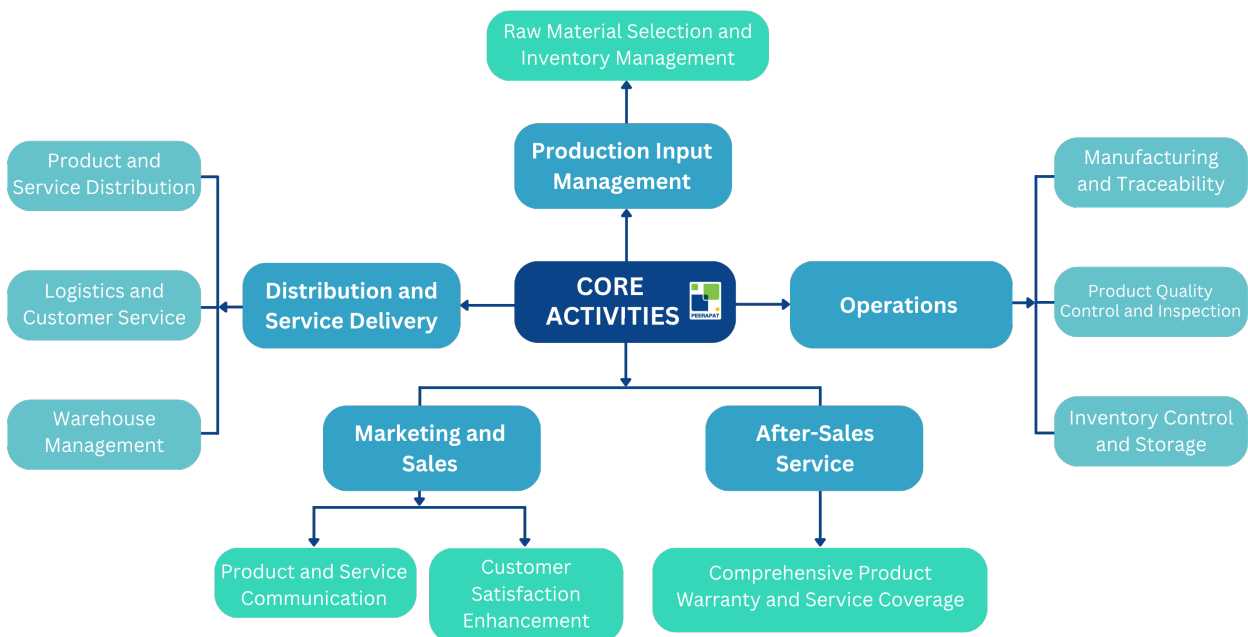 Raw Material Selection and
Inventory Management
Production Input
Management
Product and
Service Distribution
Manufacturing
and Traceability
Logistics and
Customer Service
Distribution and
Service Delivery
CORE
ACTIVITIES
PEERAPAT
Operations
Product Quality
Control and Inspection
Warehouse
Management
Marketing and
Sales
After-Sales
Service
Inventory Control
and Storage
Product and Service
Communication
Customer
Satisfaction
Enhancement
Comprehensive Product
Warranty and Service Coverage